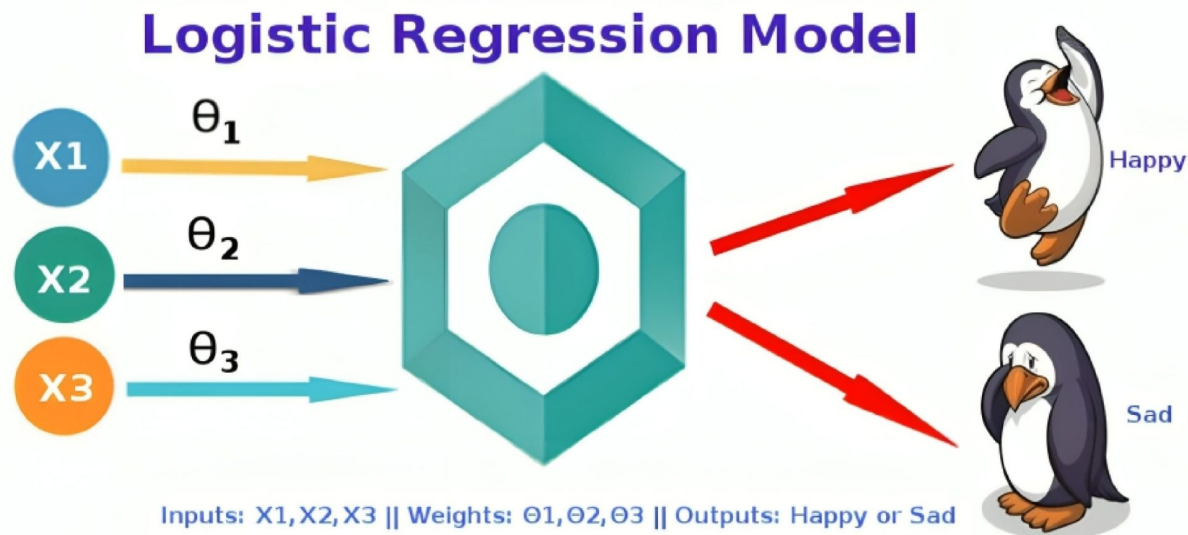 Logistic Regression Model
X1
θ1
X2
θ2
X3
θ3
Happy
Sad
Inputs: X1,X2,X3 || Weights: Θ1,Θ2,Θ3 || Outputs: Happy or Sad